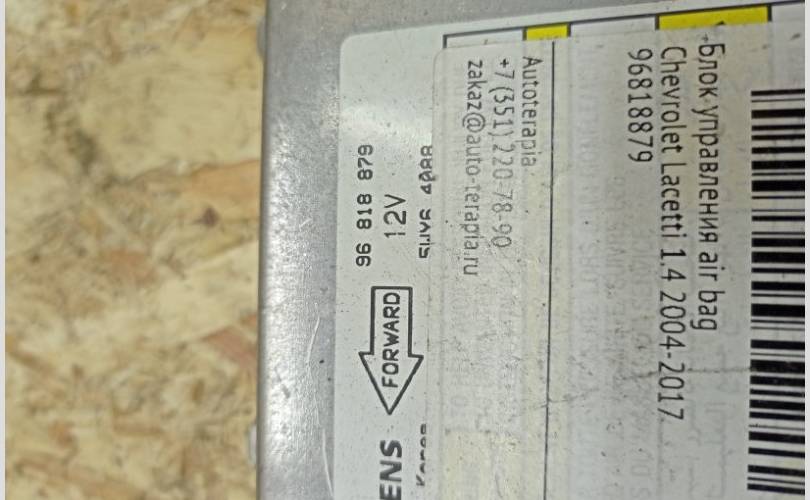 Блок управления air bag
Chevrolet Lacetti 1.4 2004-2017
96818879
Autoterapia
+7 (351) 220-78-90
zakaz@auto-terapia.ru
96 818 879
12V
FORWARD
ENS